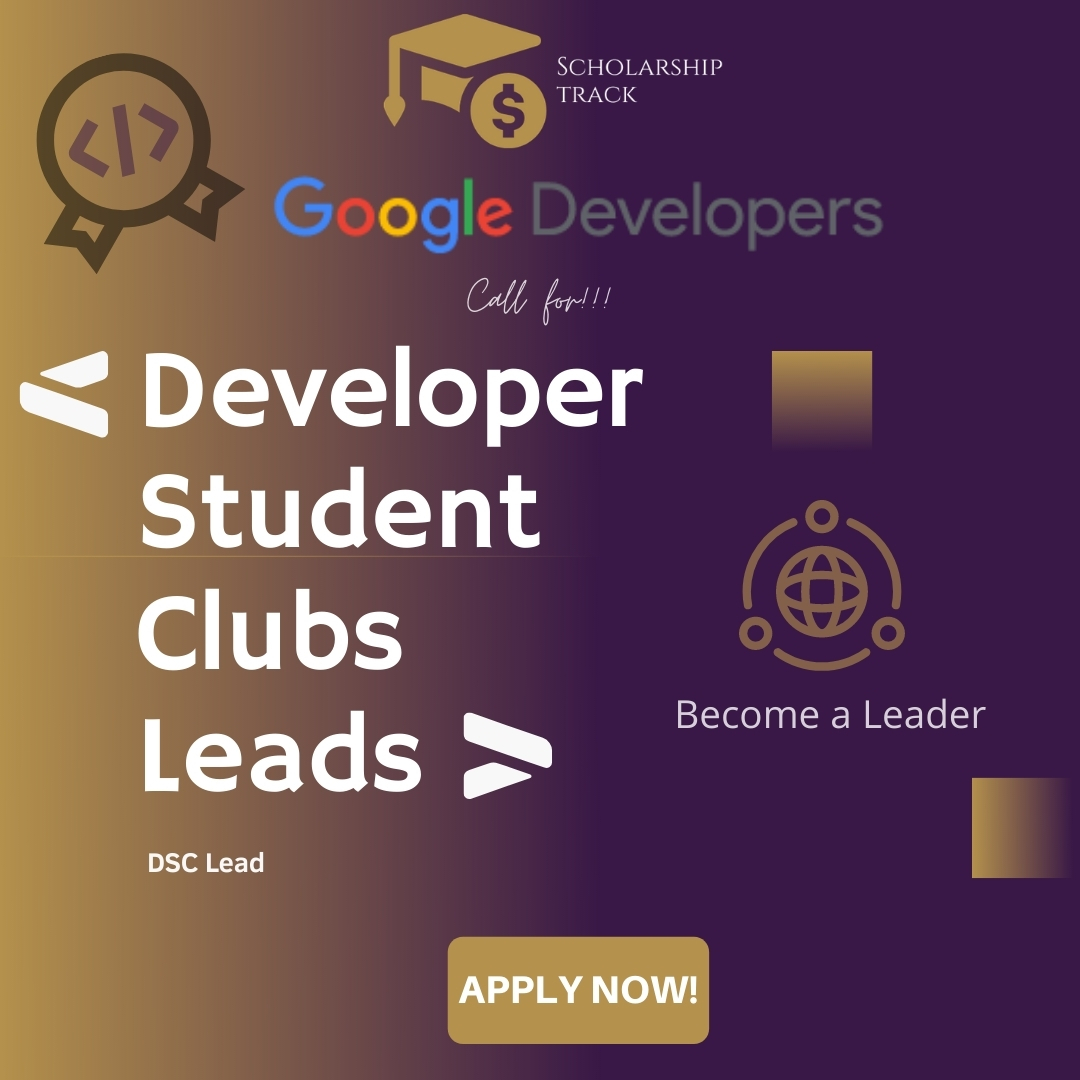 Scholarship
track
Google Developers
Call for!!!
< Developer
Student
Clubs
Leads >
Become a Leader
DSC Lead
APPLY NOW!